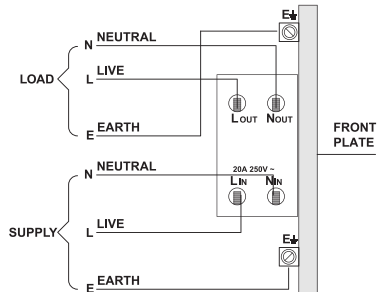 E⏚
N NEUTRAL
LOAD
L LIVE
E EARTH
LOUT NOUT
FRONT PLATE
20A 250V ~
LIN NIN
N NEUTRAL
SUPPLY
L LIVE
E⏚
E EARTH